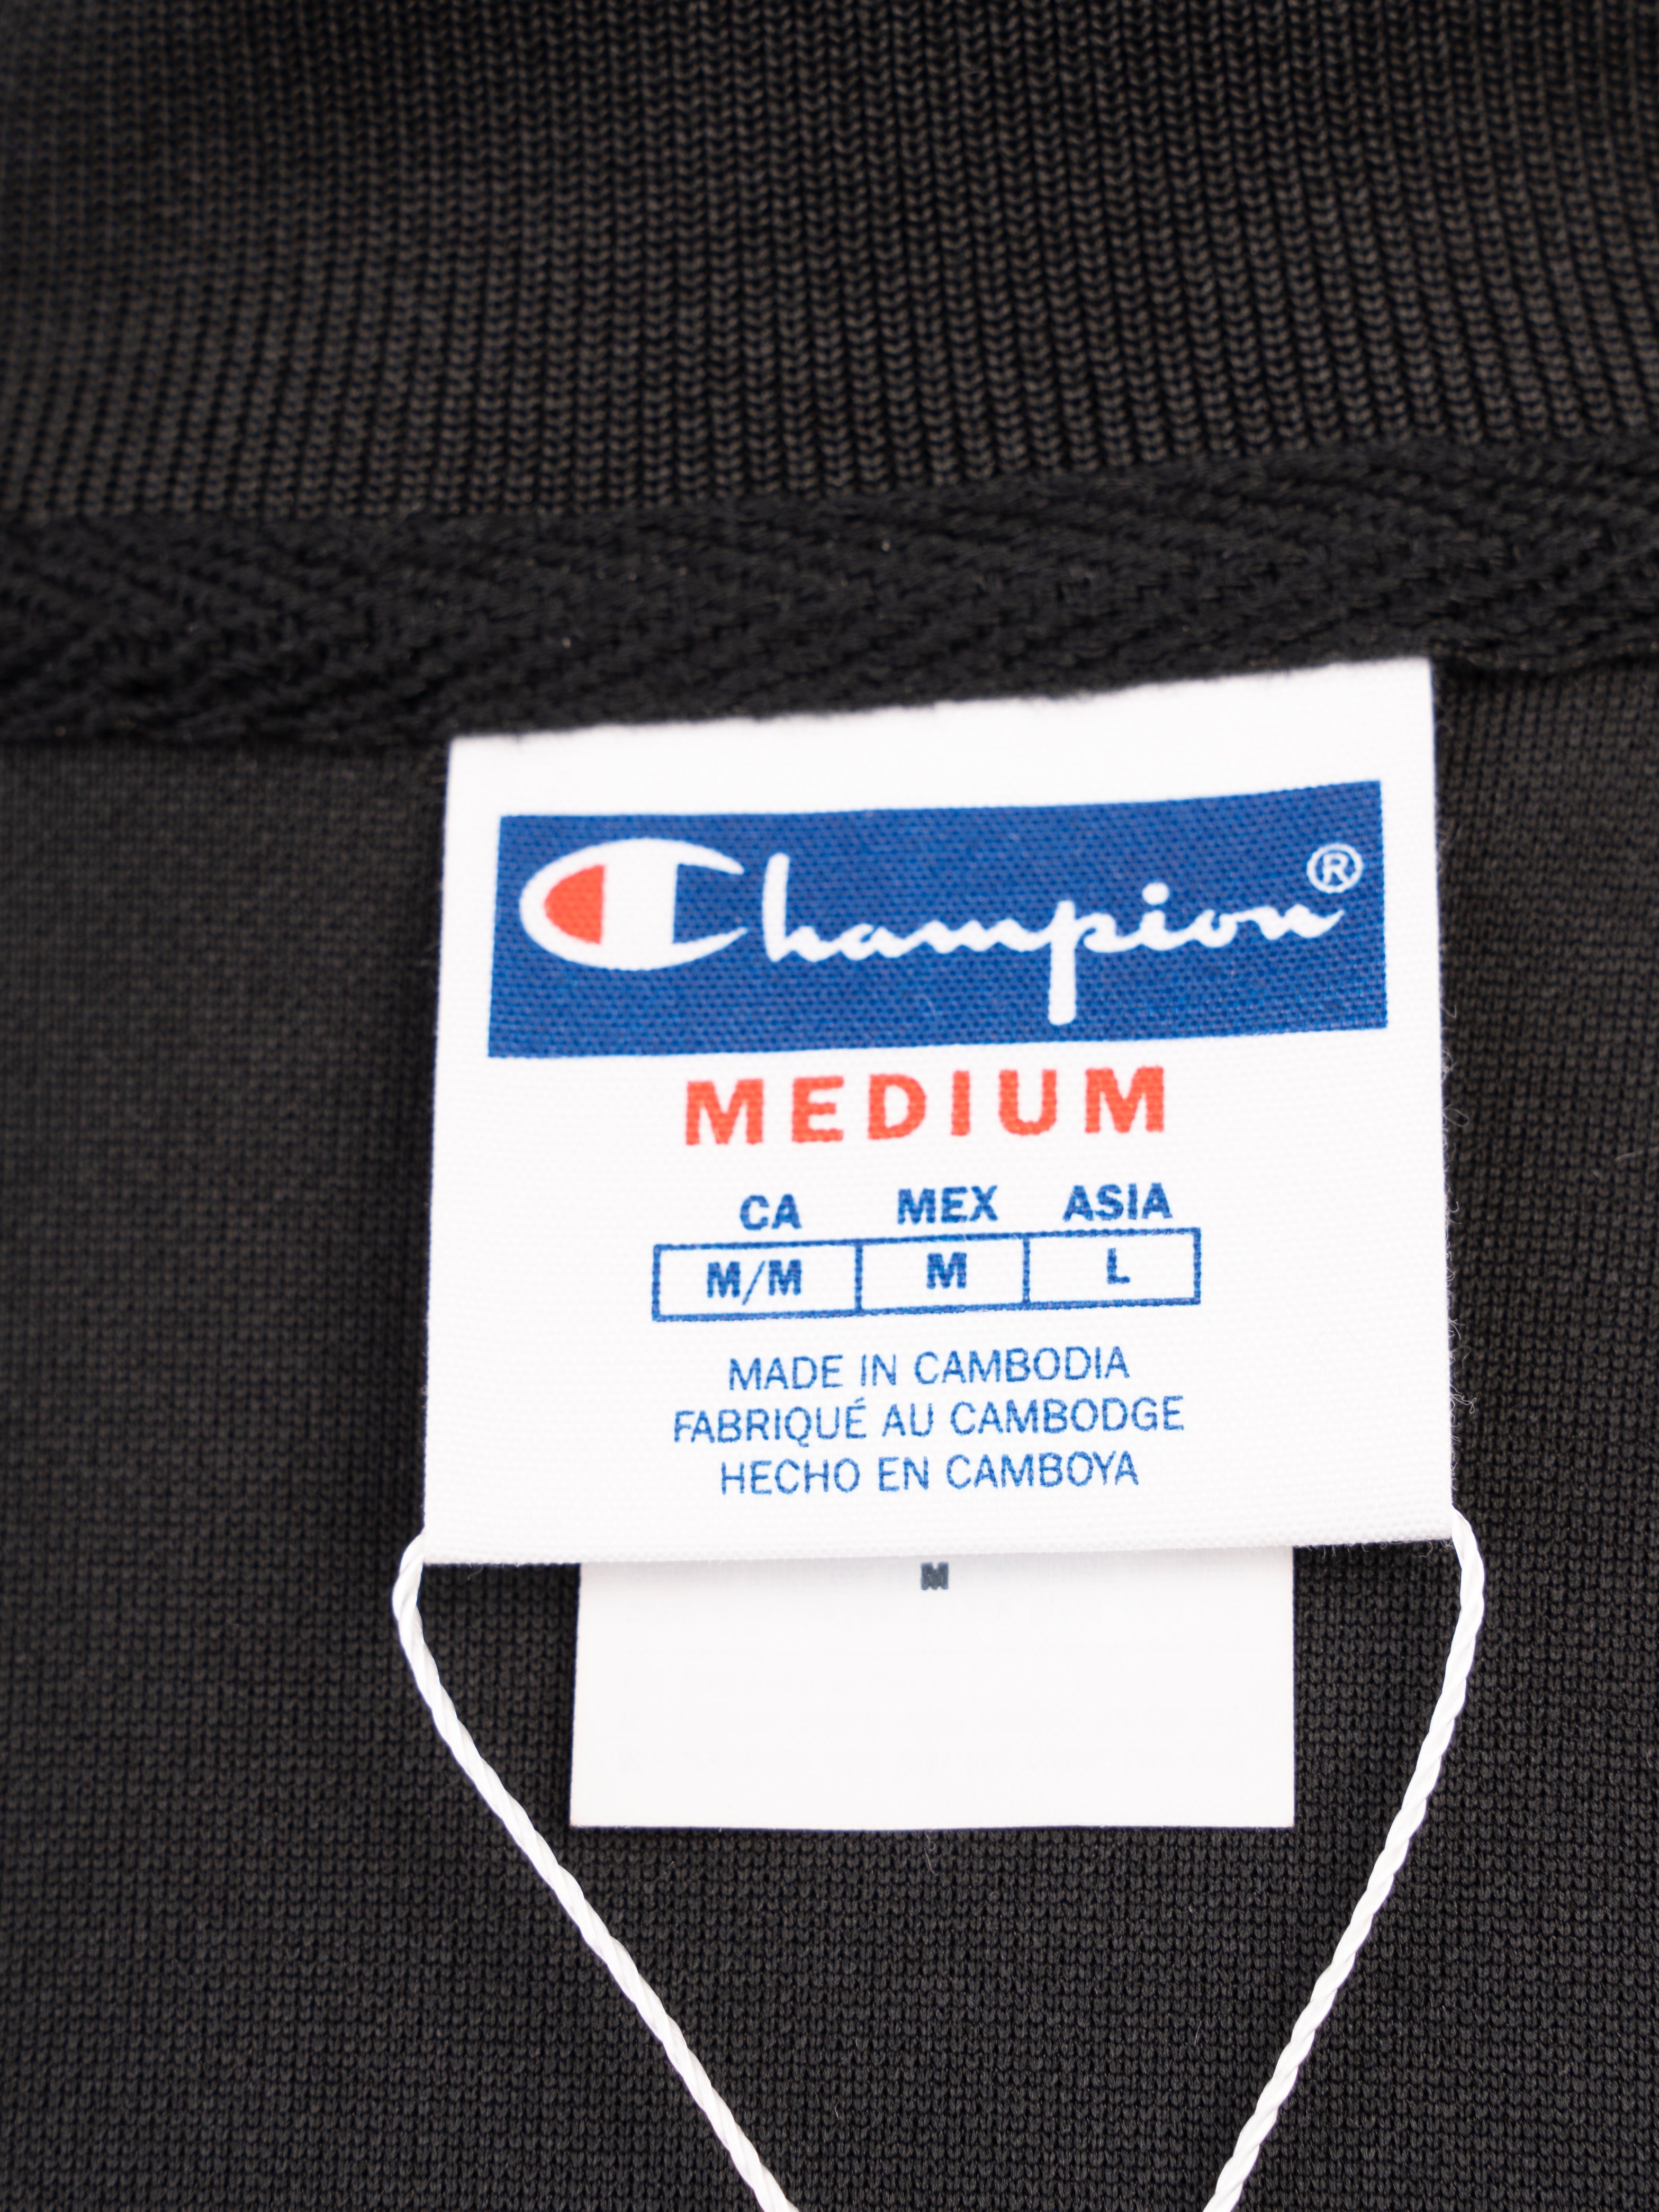 Champion®
MEDIUM
CA MEX ASIA
M/M M L
MADE IN CAMBODIA
FABRIQUÉ AU CAMBODGE
HECHO EN CAMBOYA
M